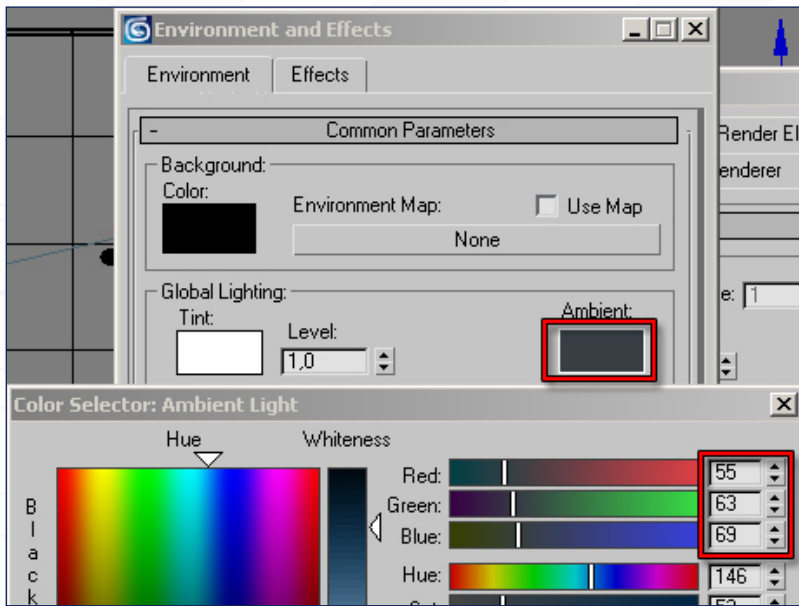 Environment and Effects
Environment
Effects
- Common Parameters
Render El
enderer
Background:
Color:
Environment Map:
Use Map
None
Global Lighting:
Tint:
Level:
Ambient:
1,0
e: 1
Color Selector: Ambient Light
Hue
Whiteness
Black
Red: 55
Green: 63
Blue: 69
Hue: 146